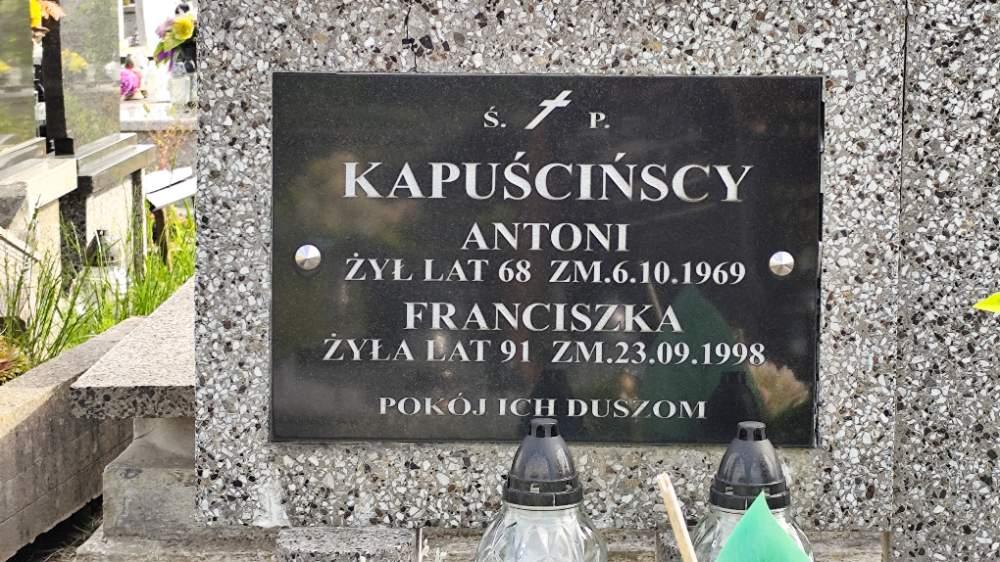 Ś. P.
KAPUŚCIŃSCY
ANTONI
ŻYŁ LAT 68 ZM.6.10.1969
FRANCISZKA
ŻYŁA LAT 91 ZM.23.09.1998
POKÓJ ICH DUSZOM